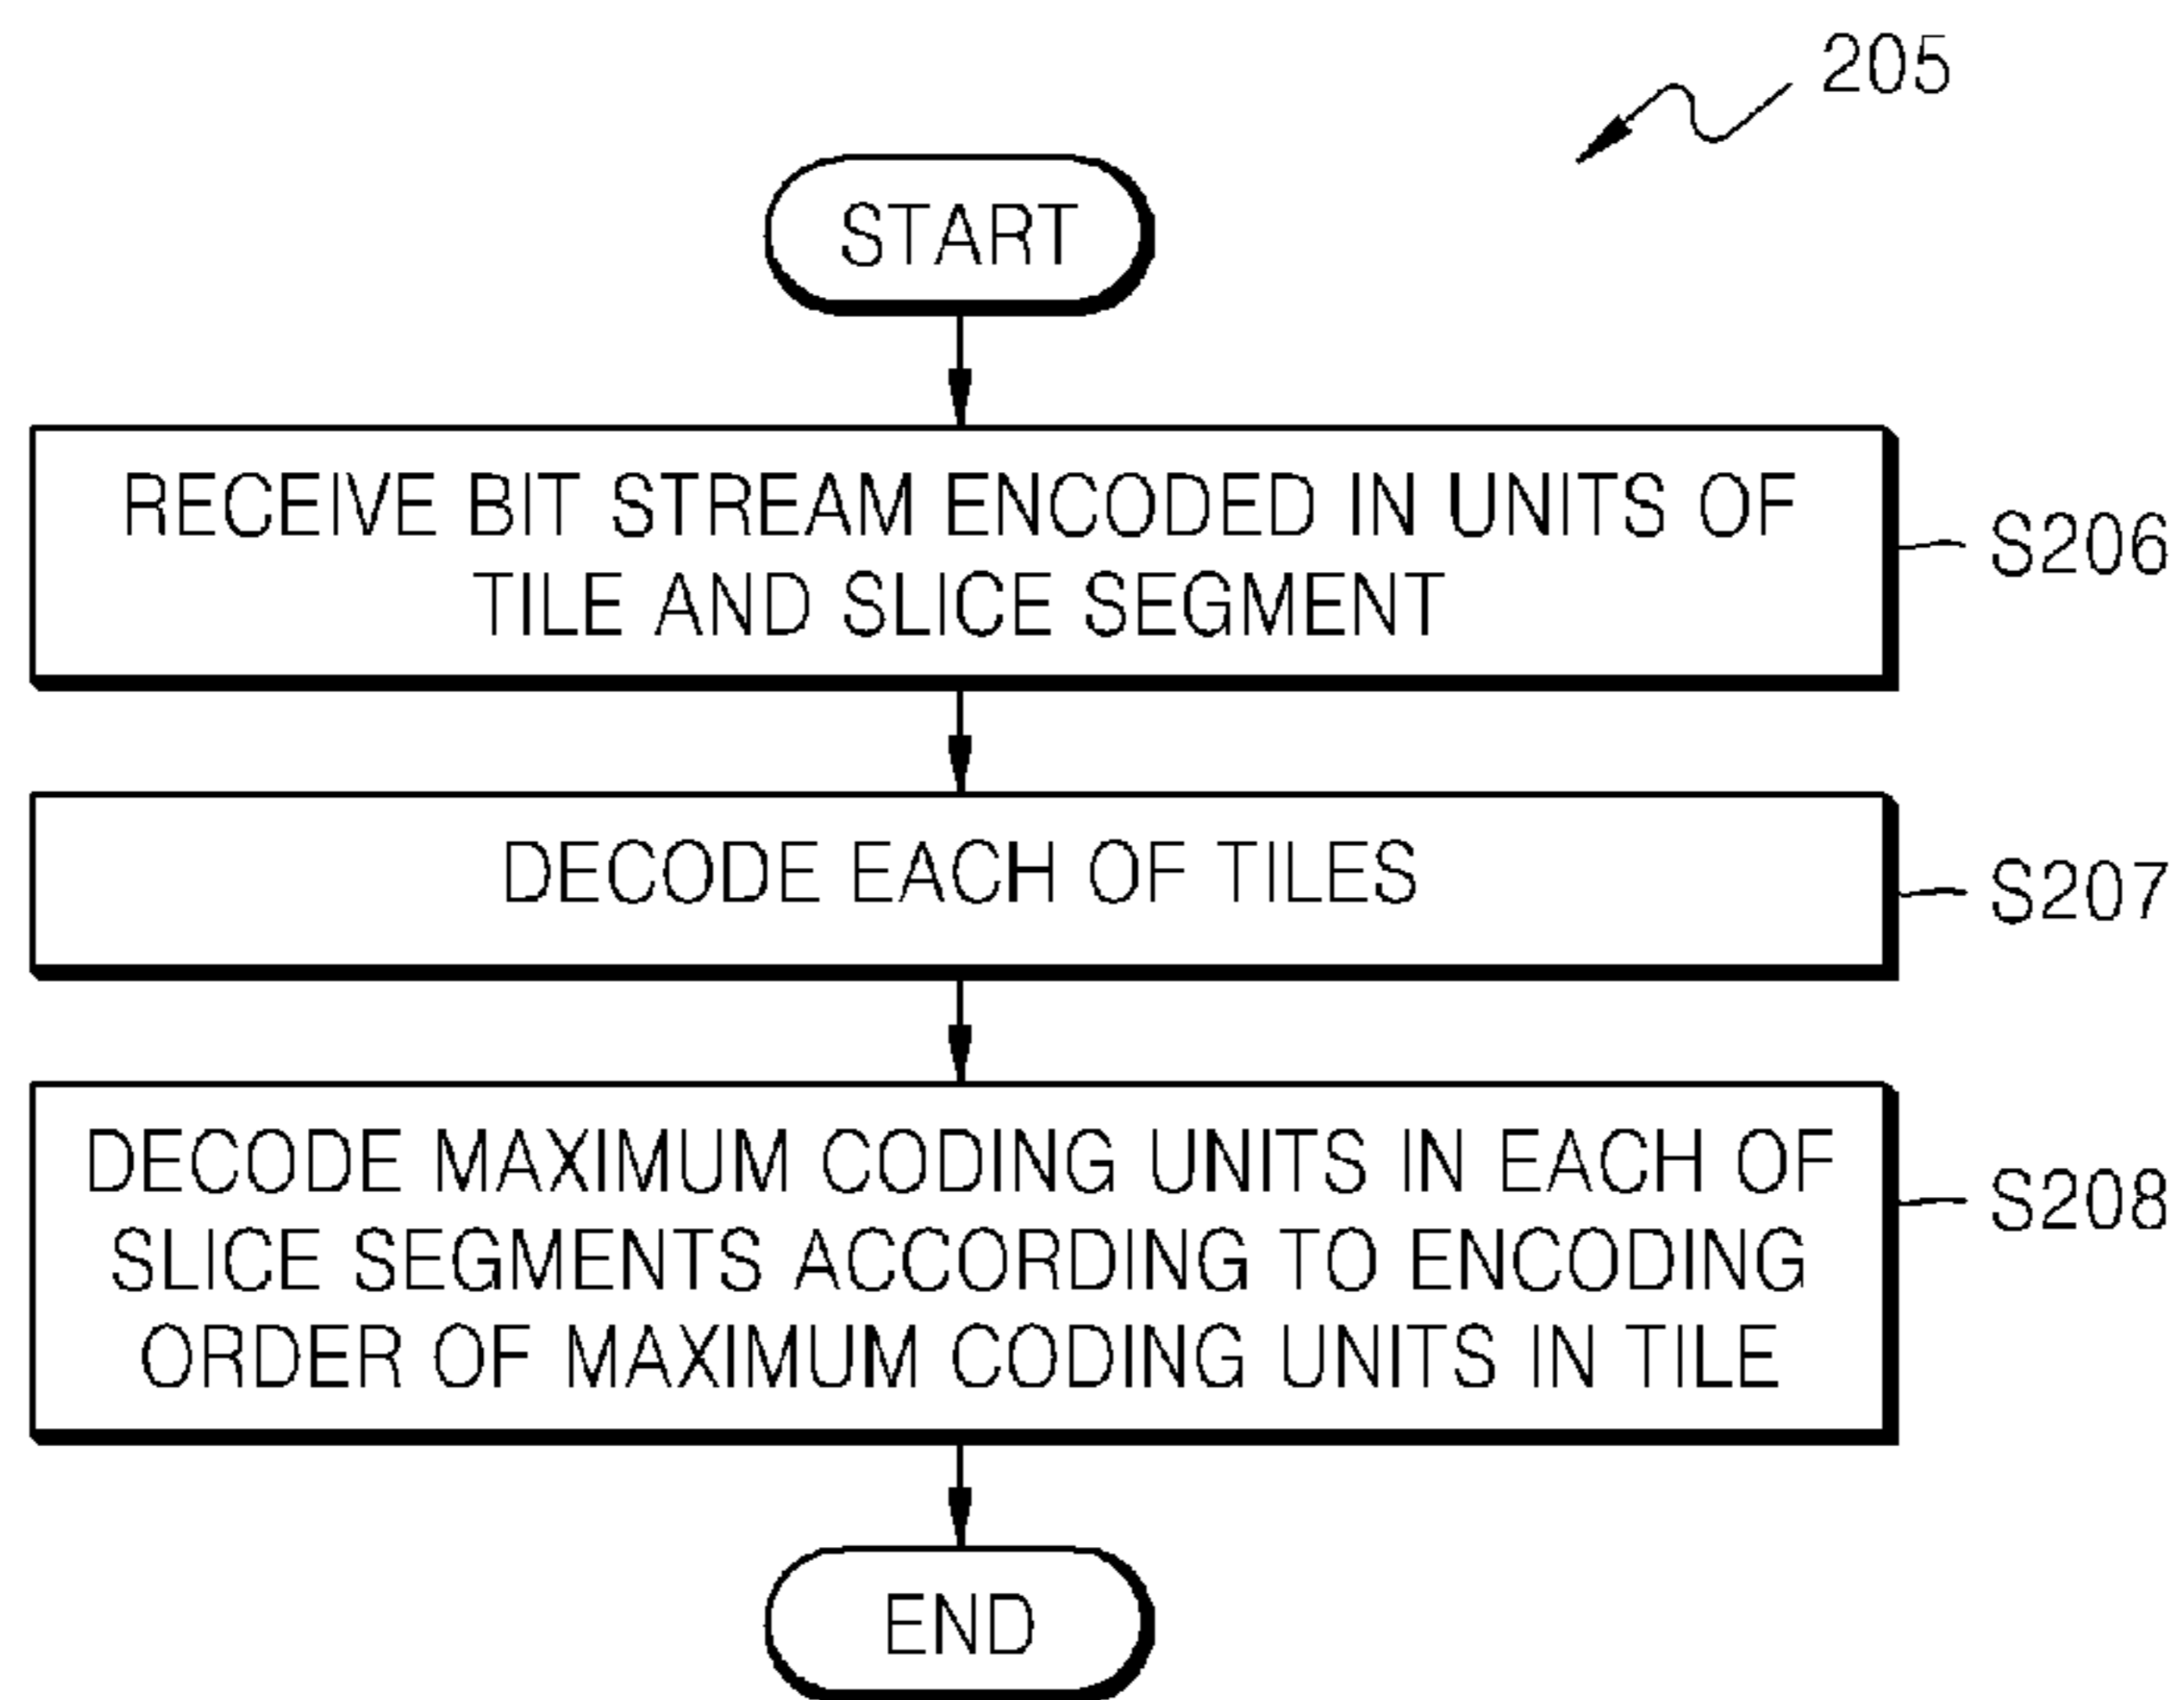 205
START
RECEIVE BIT STREAM ENCODED IN UNITS OF
TILE AND SLICE SEGMENT
S206
DECODE EACH OF TILES
S207
DECODE MAXIMUM CODING UNITS IN EACH OF
SLICE SEGMENTS ACCORDING TO ENCODING
ORDER OF MAXIMUM CODING UNITS IN TILE
S208
END